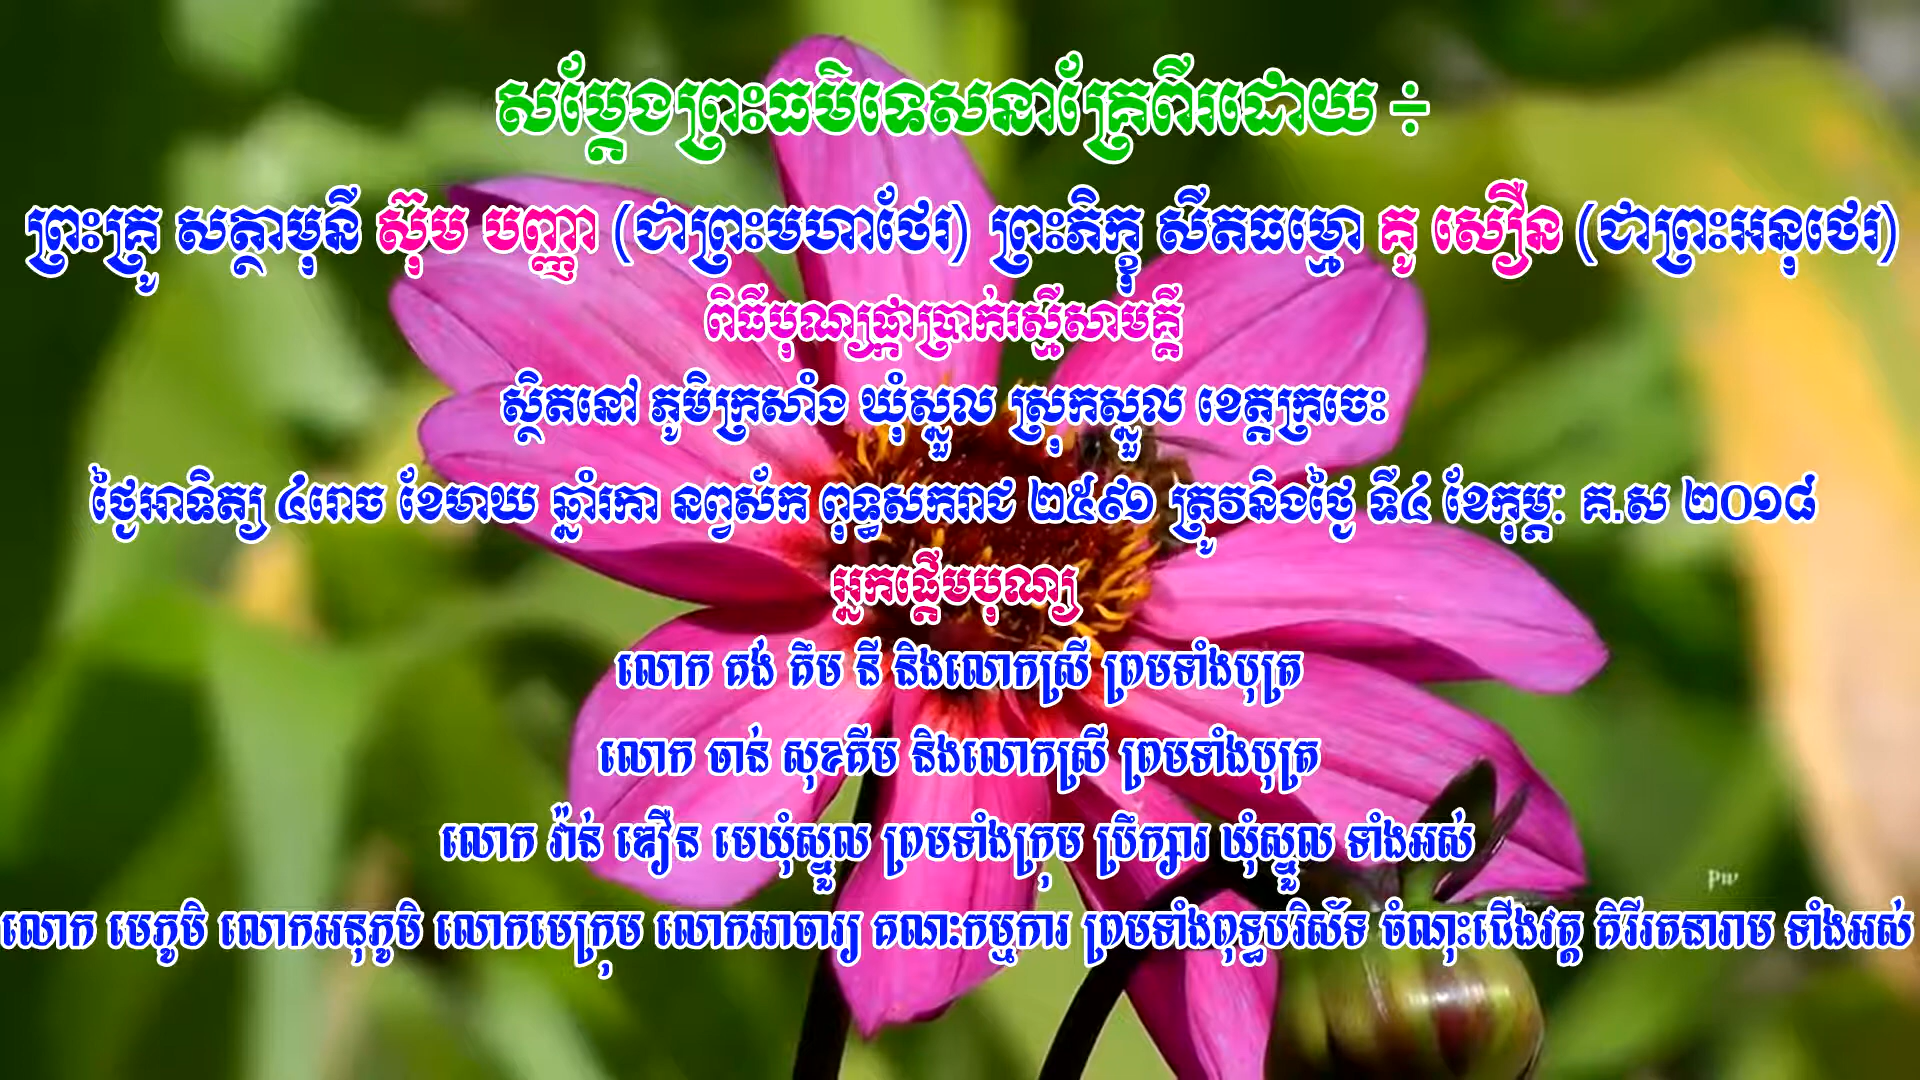 សម្តែងព្រះធមិទេសនាគ្រែពីរដោយ ÷
ព្រះគ្រូ សត្ថាមុនី ស៊ុម បញ្ញា (ជាព្រះមហាថែរ) ព្រះភិក្ខុ សីតធម្មោ គូ សឿន (ជាព្រះអនុថេរ)
ពិធីបុណ្យផ្កាប្រាក់រស្មីសាមគ្គី
ស្ថិតនៅ ភូមិក្រសាំង ឃុំស្នួល ស្រុកស្នួល ខេត្តក្រចេះ
ថ្ងៃអាទិត្យ ៤រោច ខែមាឃ ឆ្នាំរកា នព្វស័ក ពុទ្ធសករាជ ២៥៩១ ត្រូវនិងថ្ងៃ ទី៤ ខែកុម្ភៈ គ.ស ២០១៨
អ្នកផ្តើមបុណ្យ
លោក គង់ គឹម នី និងលោកស្រី ព្រមទាំងបុត្រ
លោក ចាន់ សុខគីម និងលោកស្រី ព្រមទាំងបុត្រ
លោក វ៉ាន់ ឌឿន មេឃុំស្នួល ព្រមទាំងក្រុម ប្រឹក្សារ ឃុំស្នួល ទាំងអស់
លោក មេភូមិ លោកអនុភូមិ លោកមេក្រុម លោកអាចារ្យ គណៈកម្មការ ព្រមទាំងពុទ្ធបរិស័ទ ចំណុះជើងវត្ត គិរីរតនារាម ទាំងអស់
pw